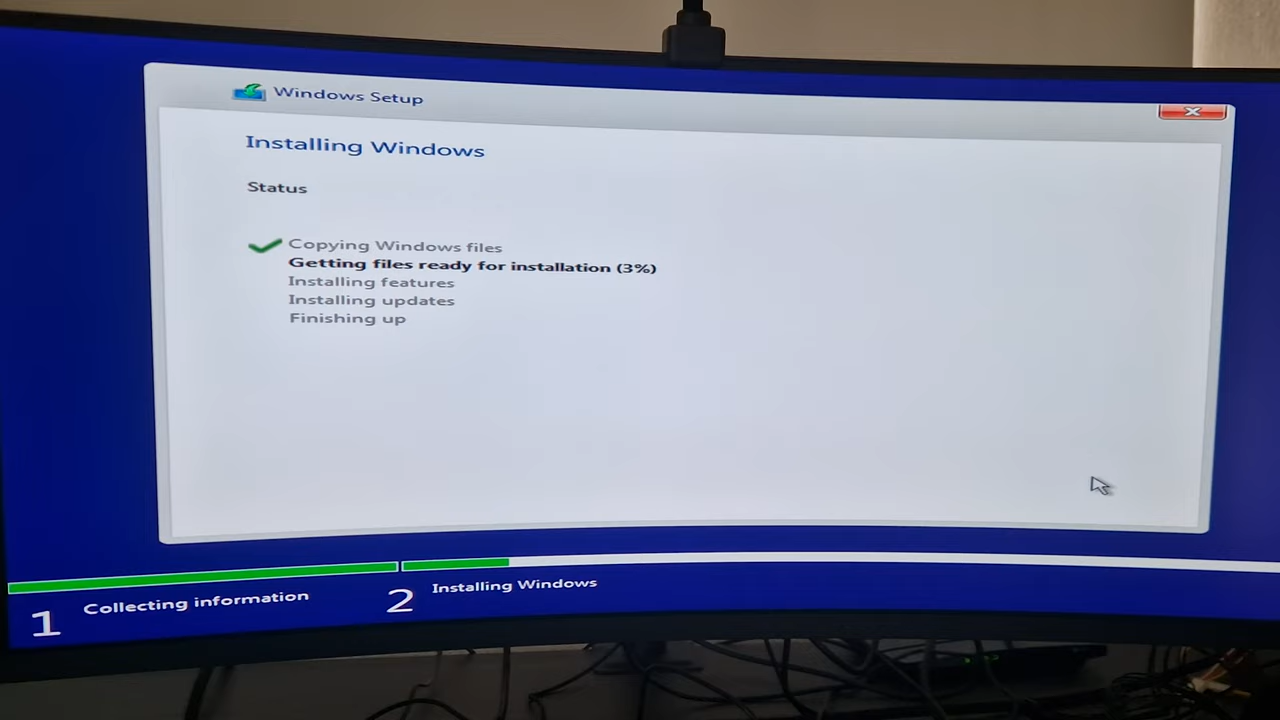 Windows Setup
Installing Windows
Status
Copying Windows files
Getting files ready for installation (3%)
Installing features
Installing updates
Finishing up
1 Collecting information
2 Installing Windows